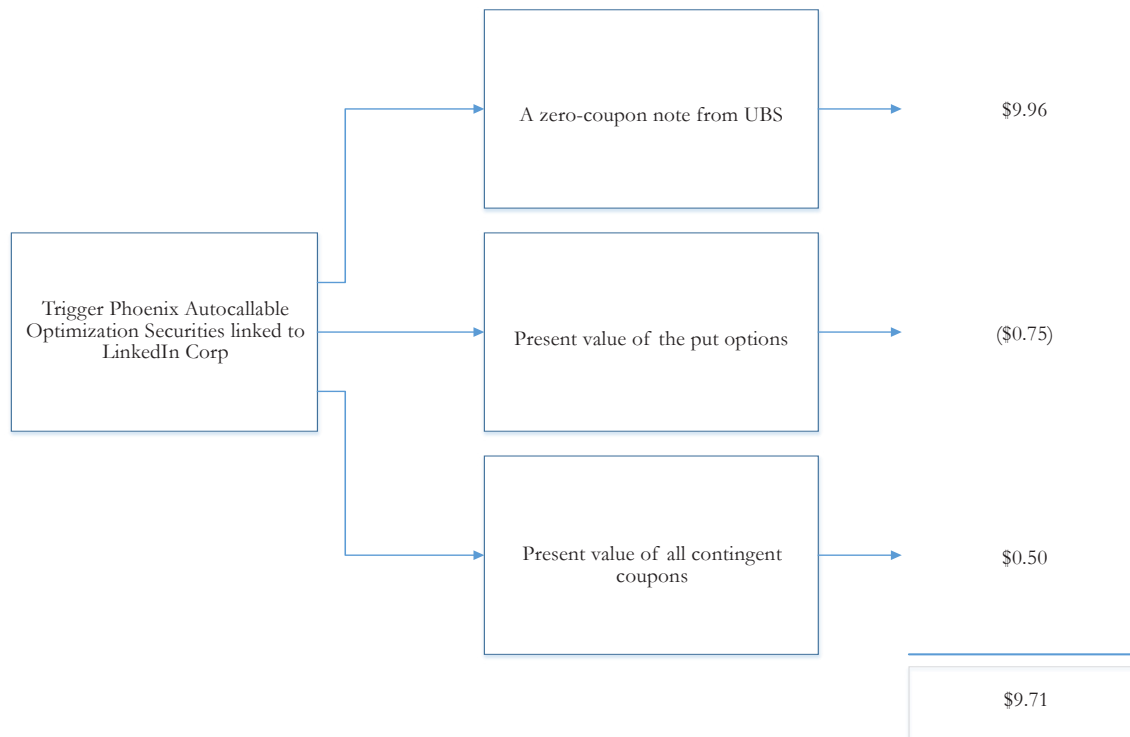 A zero-coupon note from UBS
$9.96
Trigger Phoenix Autocallable
Optimization Securities linked to
LinkedIn Corp
Present value of the put options
($0.75)
Present value of all contingent
coupons
$0.50
$9.71